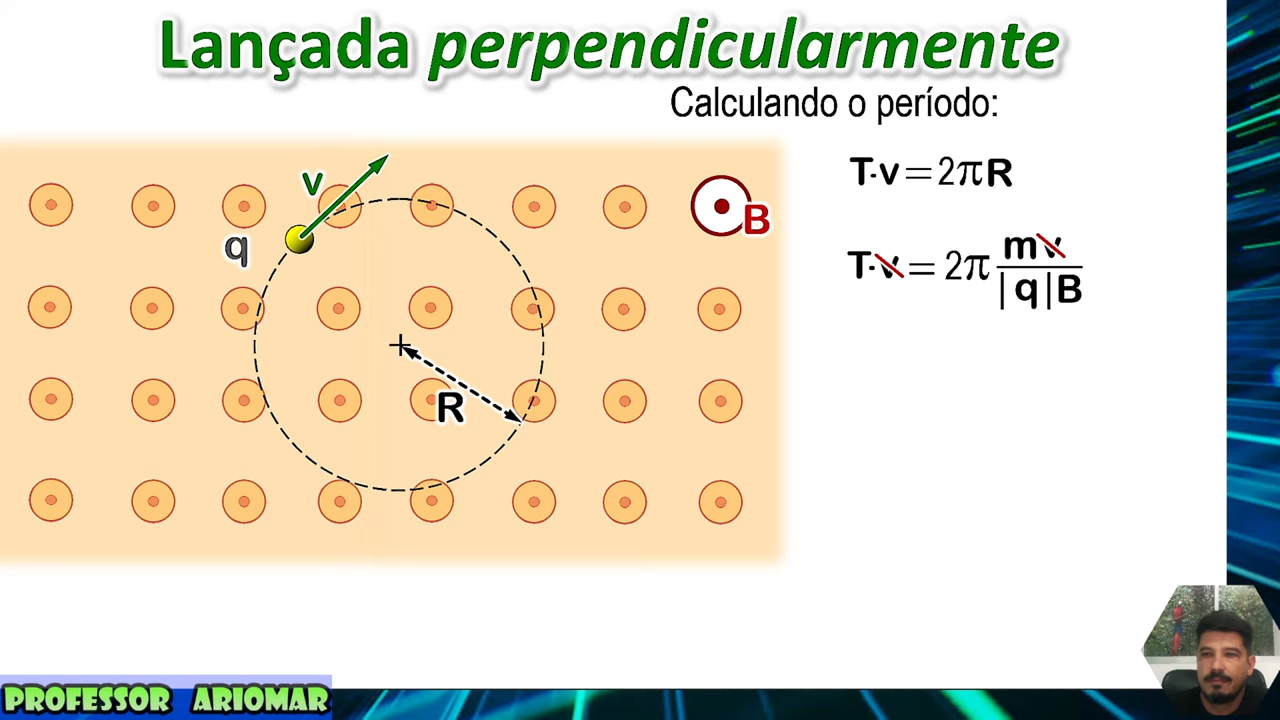 Lançada perpendicularmente
Calculando o período:
T·v=2πR
T·v = 2π mv/|q|B
v
q
B
R
PROFESSOR ARIOMAR